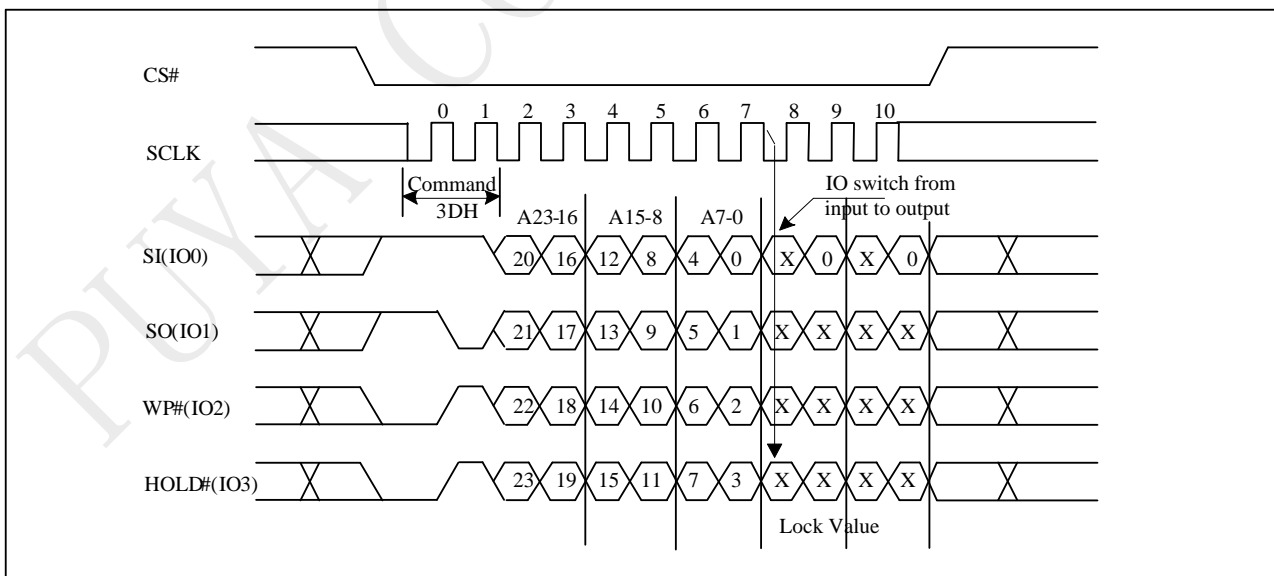 PUYA CO
CS#
0 1 2 3 4 5 6 7 8 9 10
SCLK
Command
3DH
IO switch from
input to output
A23-16 A15-8 A7-0
SI(IO0) 20 16 12 8 4 0 X 0 X 0
SO(IO1) 21 17 13 9 5 1 X X X X
WP#(IO2) 22 18 14 10 6 2 X X X X
HOLD#(IO3) 23 19 15 11 7 3 X X X X
Lock Value